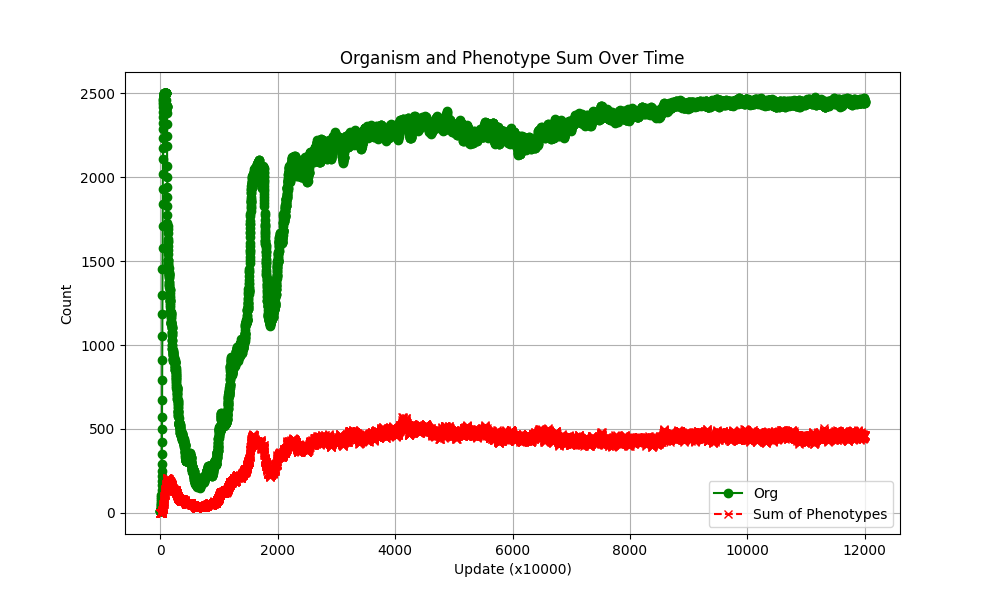 Organism and Phenotype Sum Over Time
2500
2000
1500
1000
500
0
Count
0 2000 4000 6000 8000 10000 12000
Update (x10000)
Org
Sum of Phenotypes